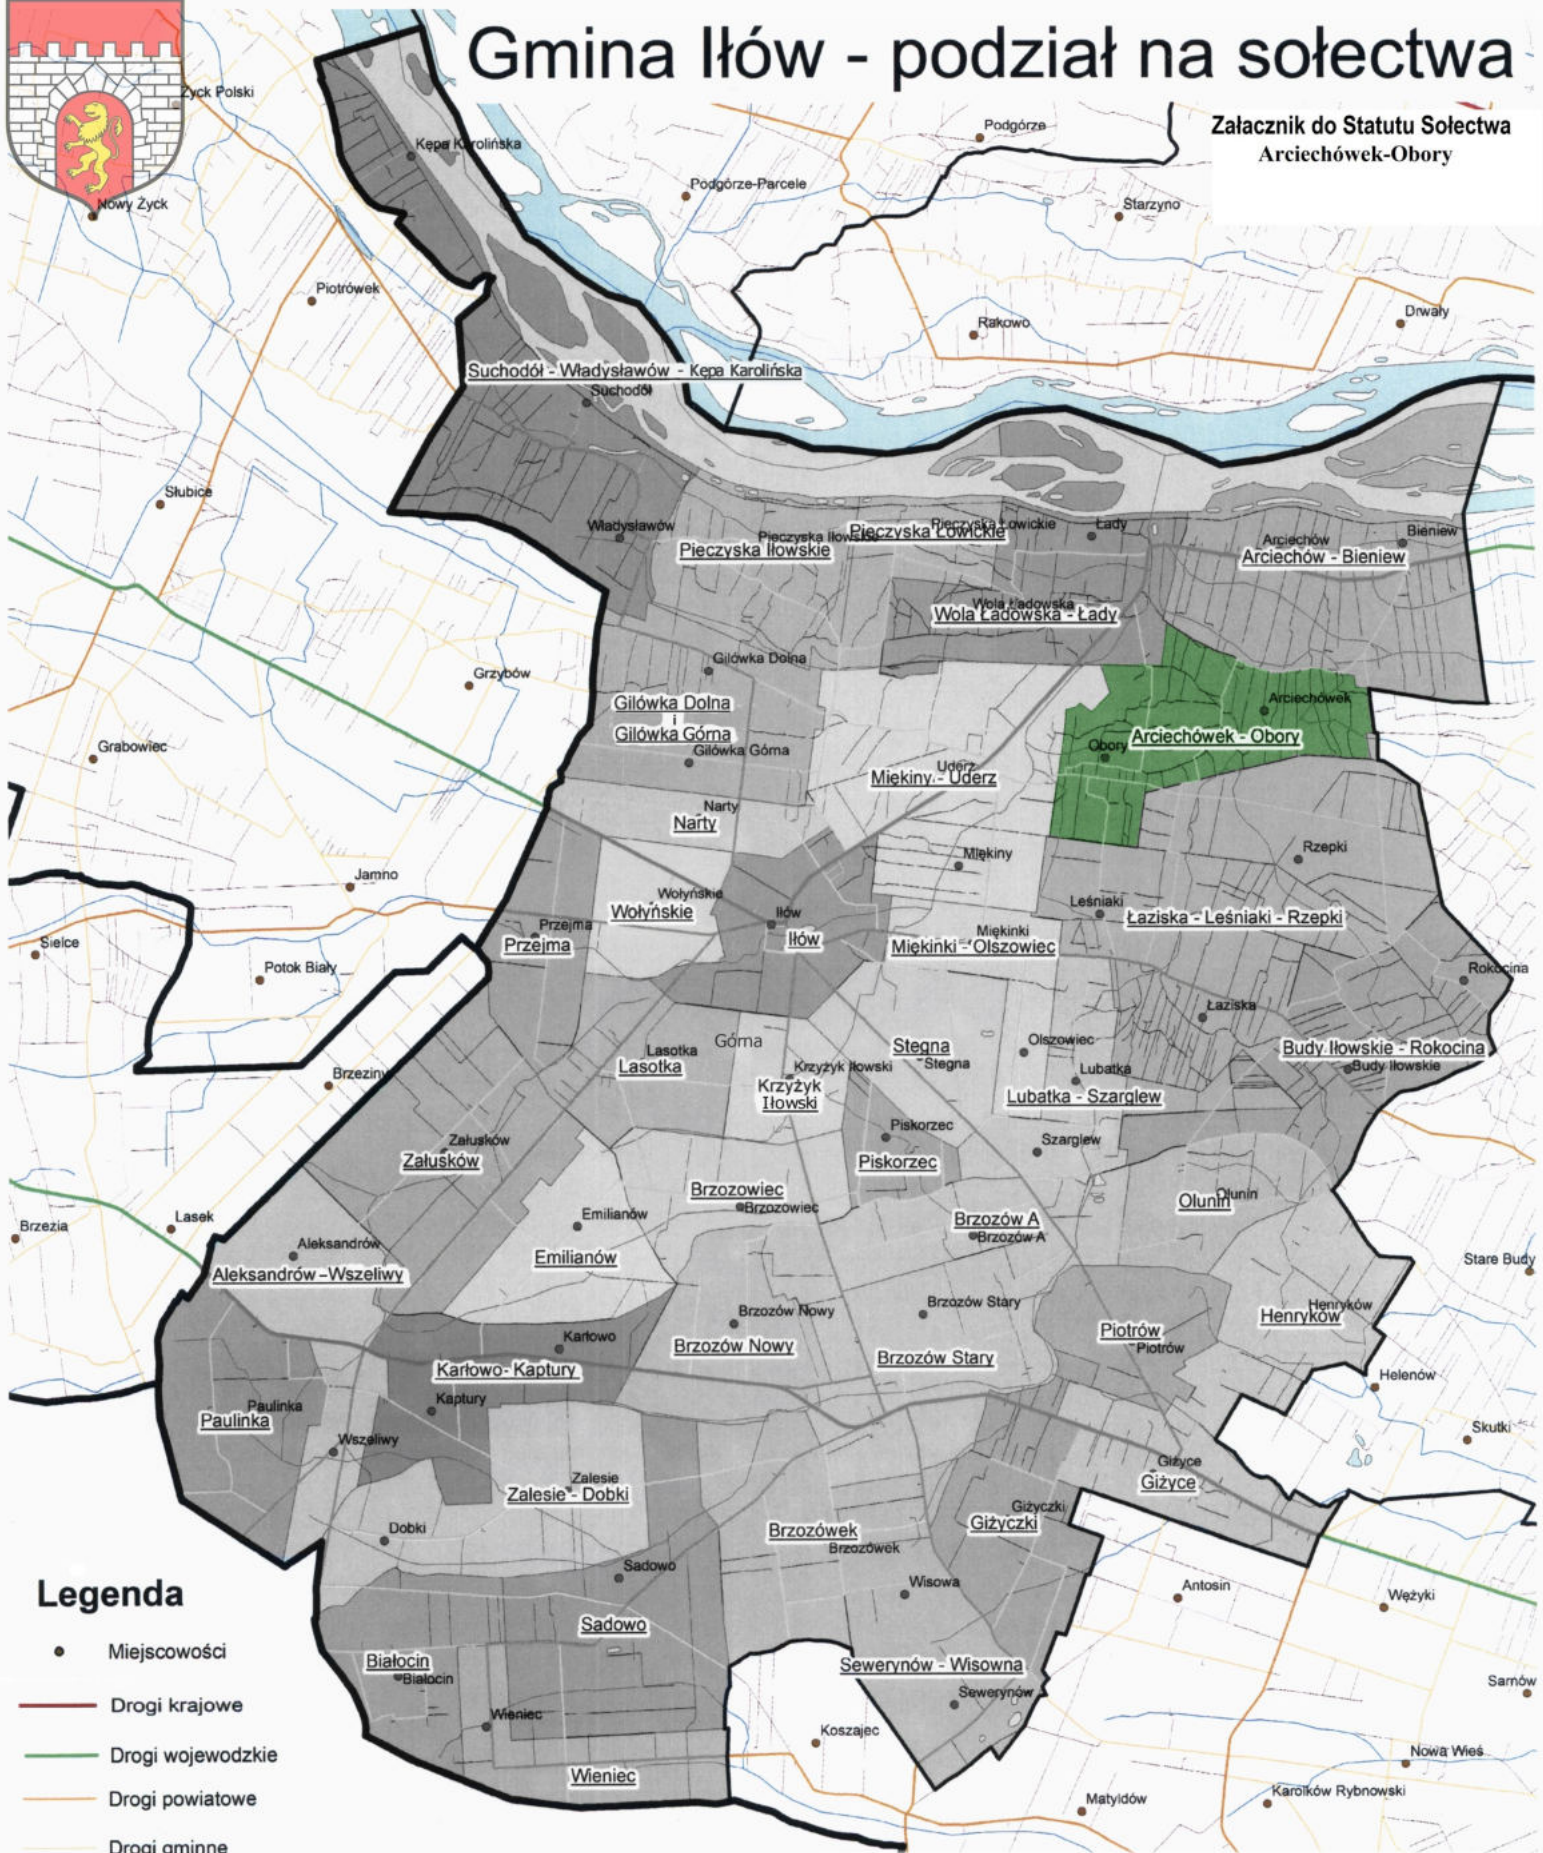 Gmina Iłów - podział na sołectwa
Załacznik do Statutu Sołectwa
Arciechówek-Obory
Życk Polski
Nowy Życk
Kępa Karolińska
Podgórze
Podgórze-Parcele
Starzyno
Piotrówek
Rakowo
Drwały
Suchodół - Władysławów - Kępa Karolińska
Suchodół
Słubice
Władysławów
Pieczyska Iłowskie
Pieczyska Iłowskie
Pieczyska Łowickie
Pieczyska Łowickie
Łady
Arciechów
Bieniew
Arciechów - Bieniew
Wola Ładowska
Wola Ładowska - Łady
Grzybów
Gilówka Dolna
Gilówka Dolna
i
Gilówka Górna
Gilówka Górna
Arciechówek
Arciechówek - Obory
Obory
Grabowiec
Uderz
Miękiny - Uderz
Narty
Narty
Miękiny
Rzepki
Jamno
Wołyńskie
Wołyńskie
Iłów
Iłów
Leśniaki
Łaziska - Leśniaki - Rzepki
Przejma
Przejma
Miękinki
Miękinki - Olszowiec
Sielce
Potok Biały
Rokocina
Łaziska
Górna
Lasotka
Lasotka
Stegna
Stegna
Olszowiec
Budy Iłowskie - Rokocina
Budy Iłowskie
Krzyżyk Iłowski
Krzyżyk
Iłowski
Lubatka
Lubatka - Szarglew
Brzeziny
Piskorzec
Piskorzec
Szarglew
Załusków
Załusków
Brzozowiec
Brzozowiec
Olunin
Olunin
Emilianów
Emilianów
Brzozów A
Brzozów A
Brzezia
Lasek
Aleksandrów
Aleksandrów - Wszeliwy
Stare Budy
Brzozów Nowy
Brzozów Nowy
Brzozów Stary
Brzozów Stary
Henryków
Henryków
Piotrów
Piotrów
Karłowo
Karłowo- Kaptury
Kaptury
Helenów
Paulinka
Paulinka
Wszeliwy
Skutki
Giżyce
Giżyce
Zalesie
Zalesie - Dobki
Dobki
Giżyczki
Giżyczki
Brzozówek
Brzozówek
Sadowo
Sadowo
Wisowa
Antosin
Wężyki
Białocin
Białocin
Sewerynów - Wisowna
Sewerynów
Sarnów
Wieniec
Wieniec
Koszajec
Nowa Wieś
Matyldów
Karolków Rybnowski
Legenda
Miejscowości
Drogi krajowe
Drogi wojewodzkie
Drogi powiatowe
Drogi gminne